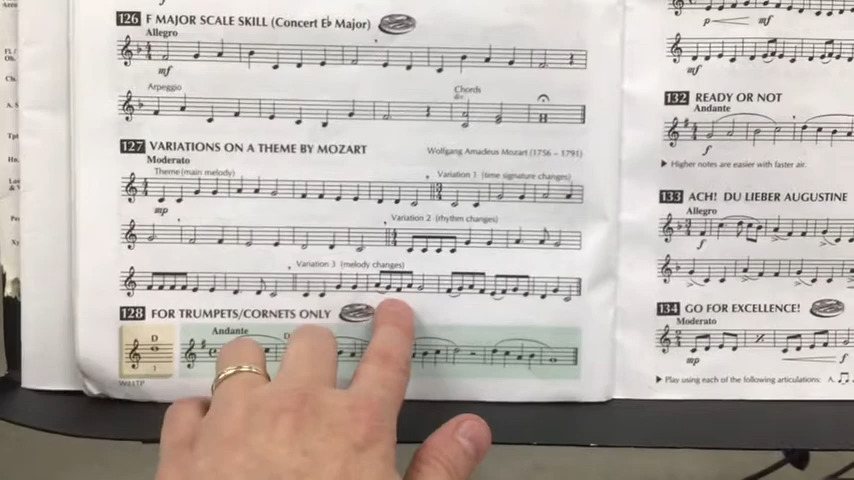 126 F MAJOR SCALE SKILL (Concert E♭ Major)
Allegro
mf
Arpeggio
Chords
div.
127 VARIATIONS ON A THEME BY MOZART
Wolfgang Amadeus Mozart (1756 – 1791)
Moderato
Theme (main melody)
Variation 1 (time signature changes)
mp
Variation 2 (rhythm changes)
Variation 3 (melody changes)
128 FOR TRUMPETS/CORNETS ONLY
Andante
D
D
1
W21TP
p
mf
mf
132 READY OR NOT
Andante
f
Higher notes are easier with faster air.
133 ACH! DU LIEBER AUGUSTINE
Allegro
f
134 GO FOR EXCELLENCE!
Moderato
mp
f
Play using each of the following articulations: A.